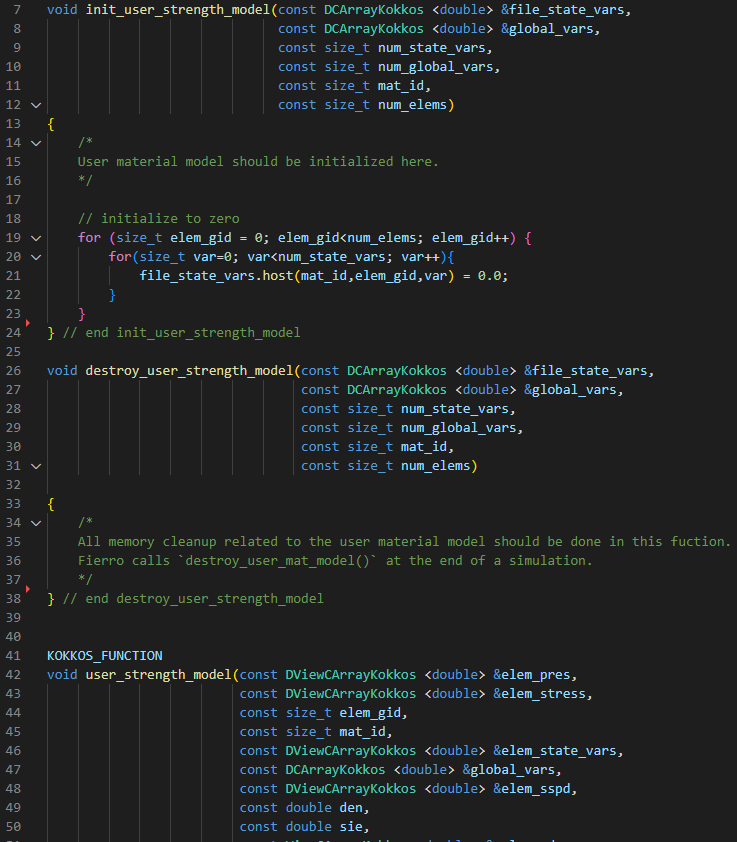 7 void init_user_strength_model(const DCArrayKokkos <double> &file_state_vars,
8 const DCArrayKokkos <double> &global_vars,
9 const size_t num_state_vars,
10 const size_t num_global_vars,
11 const size_t mat_id,
12 const size_t num_elems)
13 {
14 /*
15 User material model should be initialized here.
16 */
17
18 // initialize to zero
19 for (size_t elem_gid = 0; elem_gid<num_elems; elem_gid++) {
20 for(size_t var=0; var<num_state_vars; var++){
21 file_state_vars.host(mat_id,elem_gid,var) = 0.0;
22 }
23 }
24 } // end init_user_strength_model
25
26 void destroy_user_strength_model(const DCArrayKokkos <double> &file_state_vars,
27 const DCArrayKokkos <double> &global_vars,
28 const size_t num_state_vars,
29 const size_t num_global_vars,
30 const size_t mat_id,
31 const size_t num_elems)
32
33 {
34 /*
35 All memory cleanup related to the user material model should be done in this fuction.
36 Fierro calls `destroy_user_mat_model()` at the end of a simulation.
37 */
38 } // end destroy_user_strength_model
39
40
41 KOKKOS_FUNCTION
42 void user_strength_model(const DViewCArrayKokkos <double> &elem_pres,
43 const DViewCArrayKokkos <double> &elem_stress,
44 const size_t elem_gid,
45 const size_t mat_id,
46 const DViewCArrayKokkos <double> &elem_state_vars,
47 const DCArrayKokkos <double> &global_vars,
48 const DViewCArrayKokkos <double> &elem_sspd,
49 const double den,
50 const double sie,